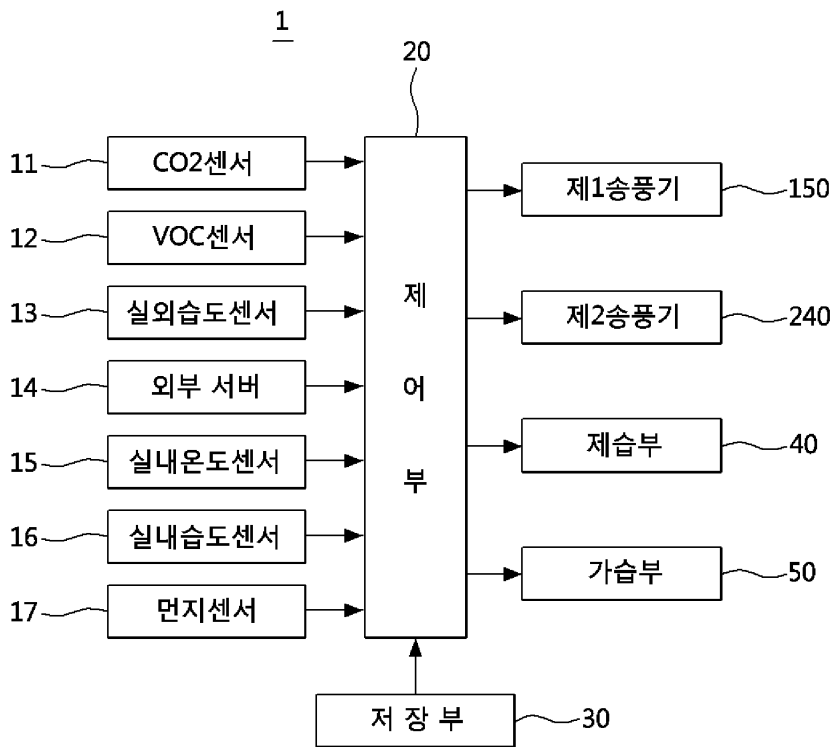 1
20
11 CO2센서
12 VOC센서
13 실외습도센서
14 외부 서버
15 실내온도센서
16 실내습도센서
17 먼지센서
제
어
부
제1송풍기 150
제2송풍기 240
제습부 40
가습부 50
저 장 부 30